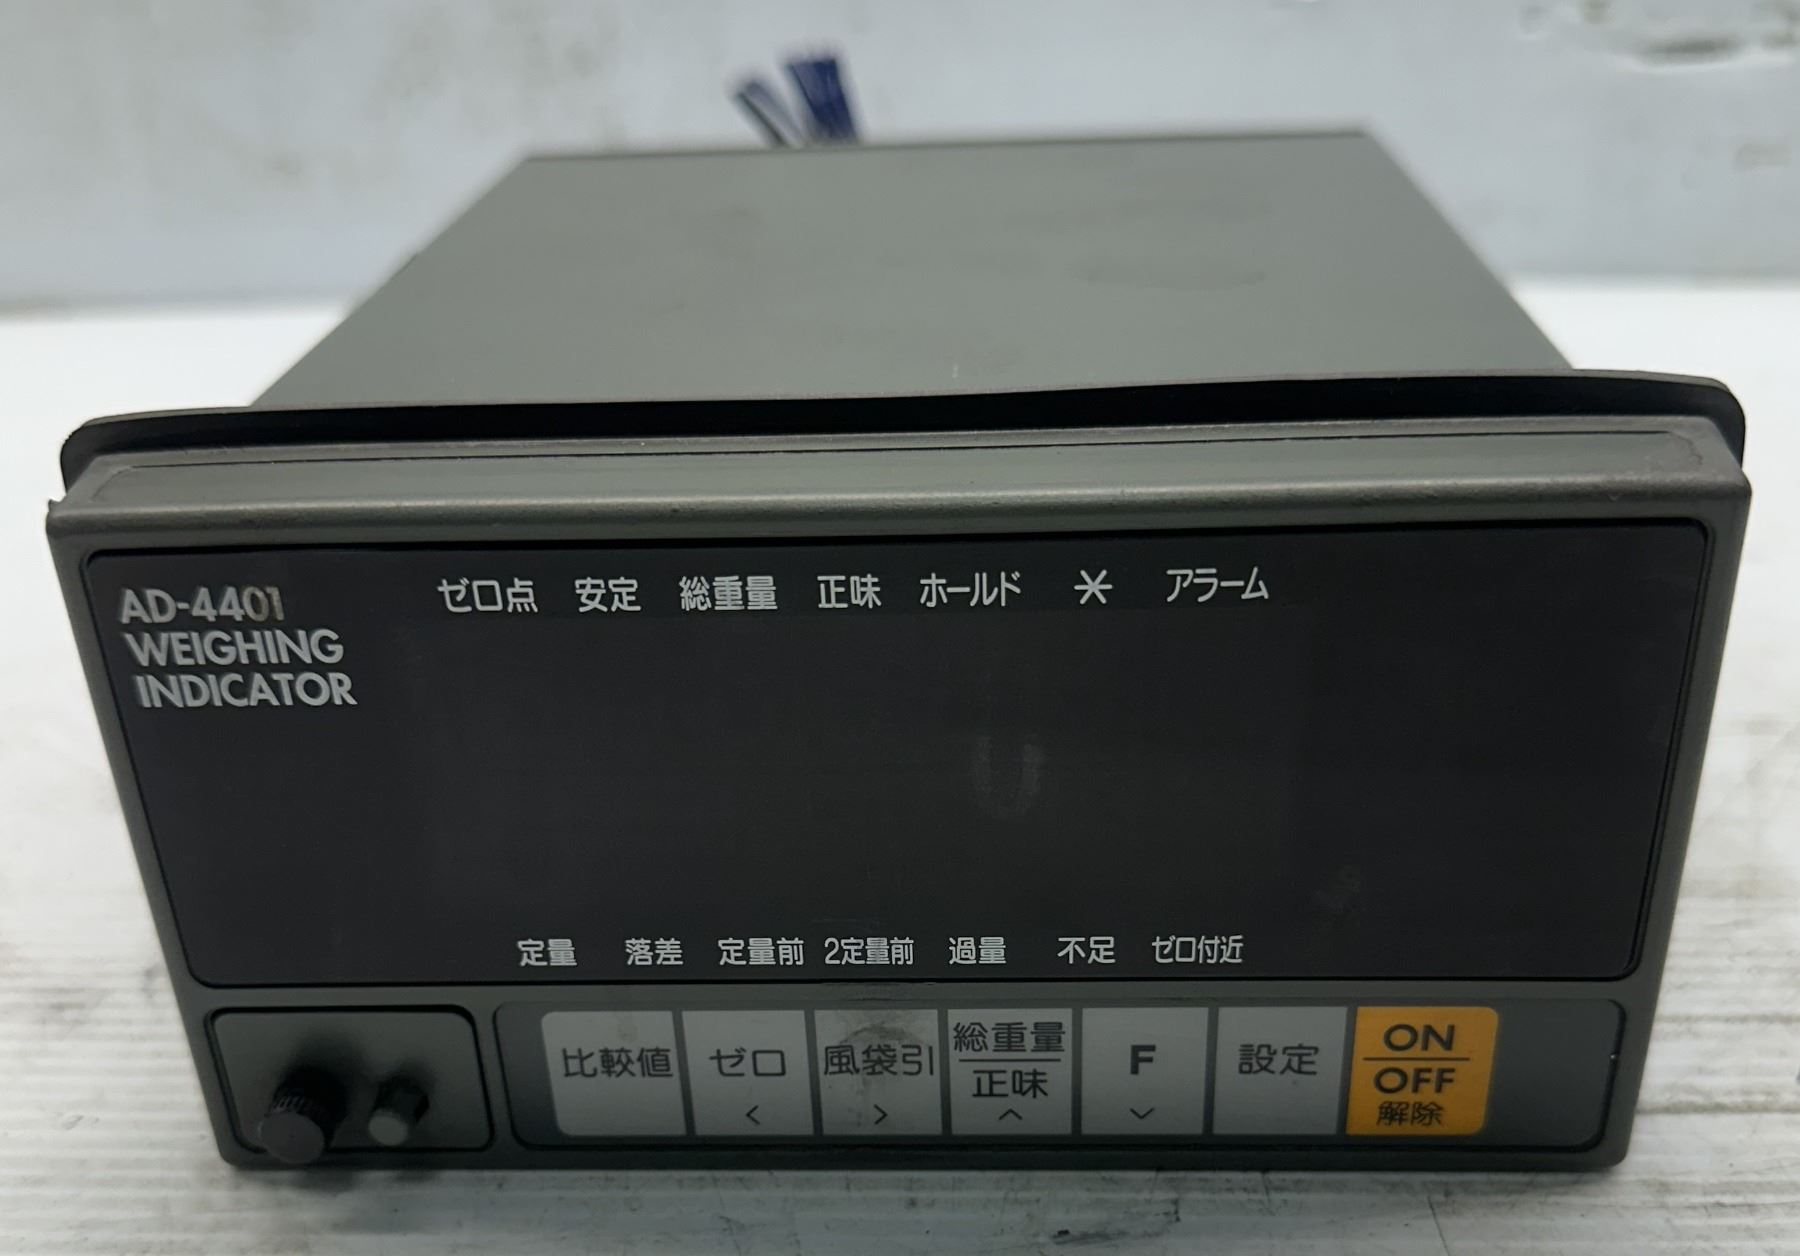 AD-4401
WEIGHING
INDICATOR
ゼロ点 安定 総重量 正味 ホールド ＊ アラーム
定量 落差 定量前 2定量前 過量 不足 ゼロ付近
比較値
ゼロ
<
風袋引
>
総重量
正味
^
F
﹀
設定
ON
OFF
解除